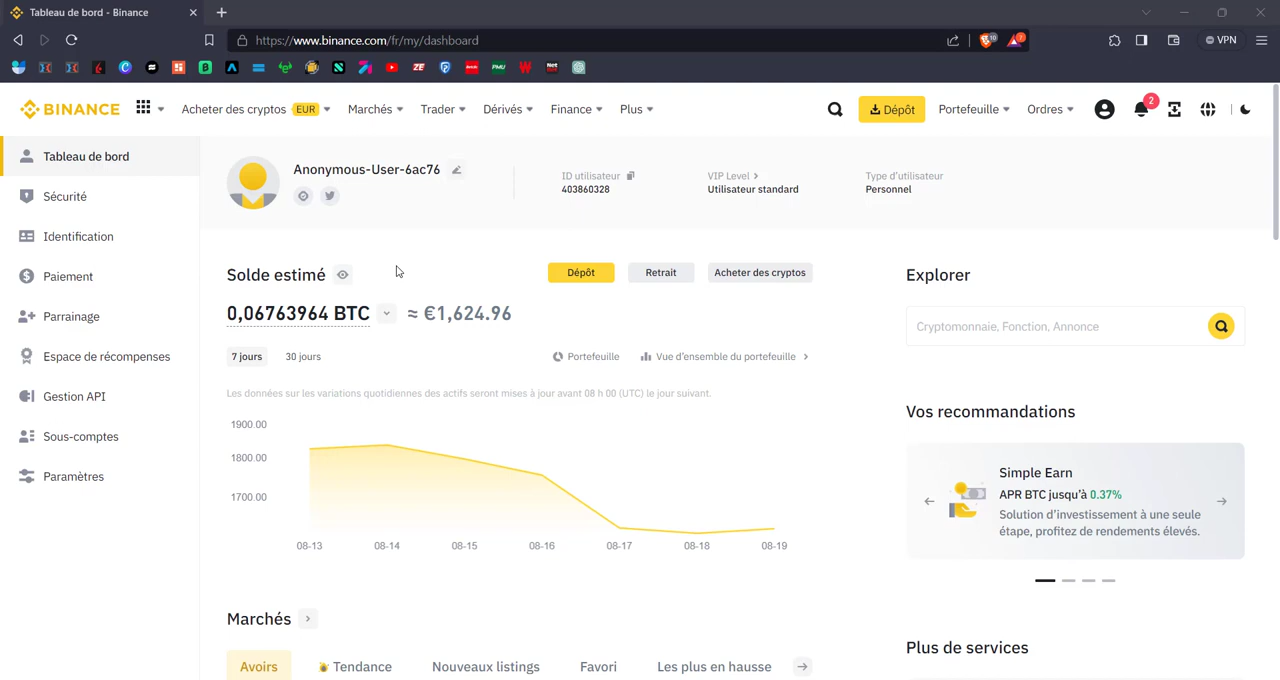 Tableau de bord - Binance
https://www.binance.com/fr/my/dashboard
VPN
BINANCE
Acheter des cryptos EUR
Marchés
Trader
Dérivés
Finance
Plus
Dépôt
Portefeuille
Ordres
2
Tableau de bord
Sécurité
Identification
Paiement
Parrainage
Espace de récompenses
Gestion API
Sous-comptes
Paramètres
Anonymous-User-6ac76
ID utilisateur
403860328
VIP Level
Utilisateur standard
Type d'utilisateur
Personnel
Solde estimé
Dépôt
Retrait
Acheter des cryptos
0,06763964 BTC ≈ €1,624.96
7 jours
30 jours
Portefeuille
Vue d'ensemble du portefeuille
Les données sur les variations quotidiennes des actifs seront mises à jour avant 08 h 00 (UTC) le jour suivant.
1900.00
1800.00
1700.00
08-13 08-14 08-15 08-16 08-17 08-18 08-19
Marchés
Avoirs
Tendance
Nouveaux listings
Favori
Les plus en hausse
Explorer
Cryptomonnaie, Fonction, Annonce
Vos recommandations
Simple Earn
APR BTC jusqu'à 0.37%
Solution d'investissement à une seule
étape, profitez de rendements élevés.
Plus de services